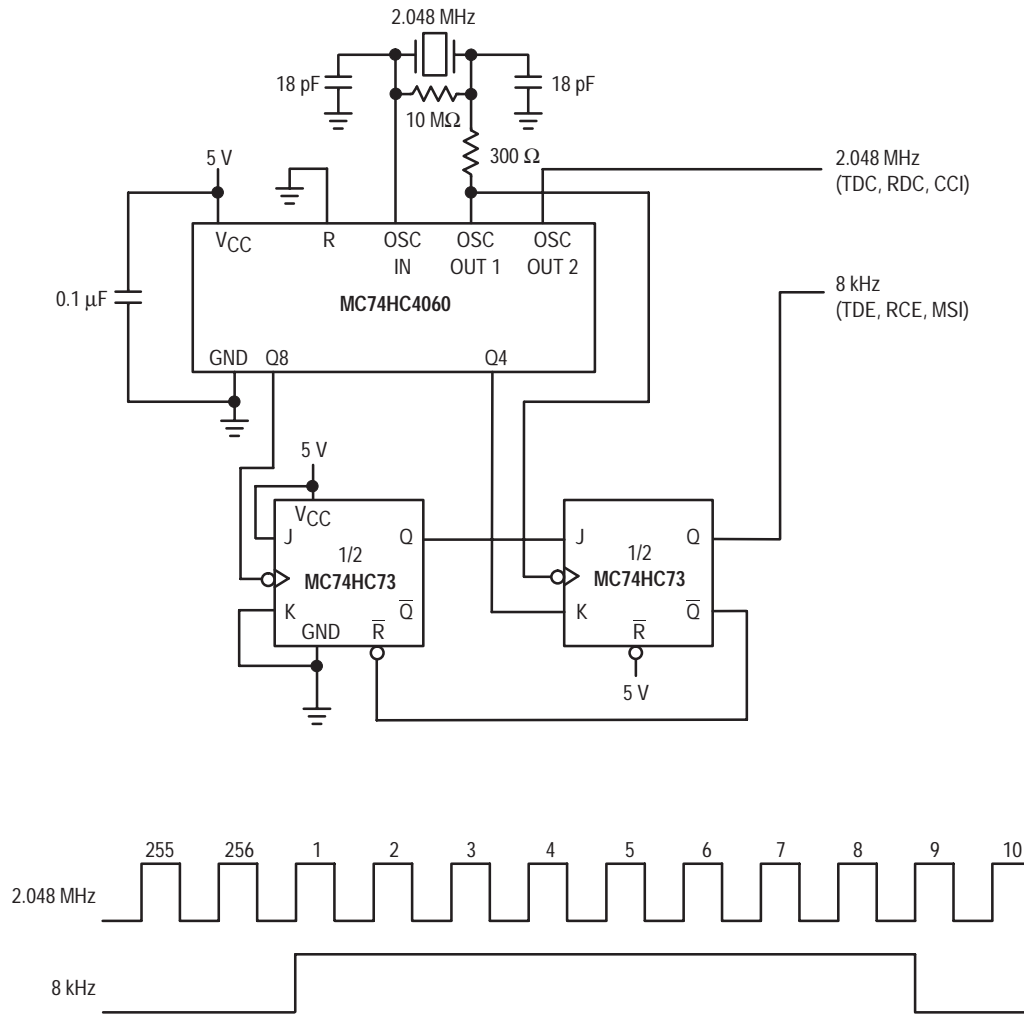 2.048 MHz
18 pF
18 pF
10 MΩ
300 Ω
5 V
2.048 MHz
(TDC, RDC, CCI)
VCC
R
OSC IN
OSC OUT 1
OSC OUT 2
0.1 µF
MC74HC4060
8 kHz
(TDE, RCE, MSI)
GND
Q8
Q4
5 V
VCC
J
Q
1/2
MC74HC73
K
Q̅
GND
R̅
J
Q
1/2
MC74HC73
K
Q̅
R̅
5 V
255 256 1 2 3 4 5 6 7 8 9 10
2.048 MHz
8 kHz